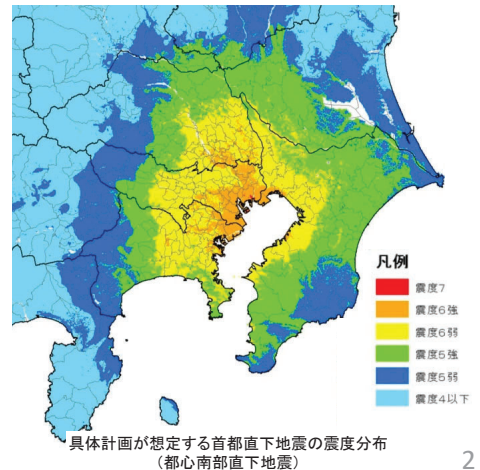 凡例
震度7
震度6強
震度6弱
震度5強
震度5弱
震度4以下
具体計画が想定する首都直下地震の震度分布
（都心南部直下地震）
2